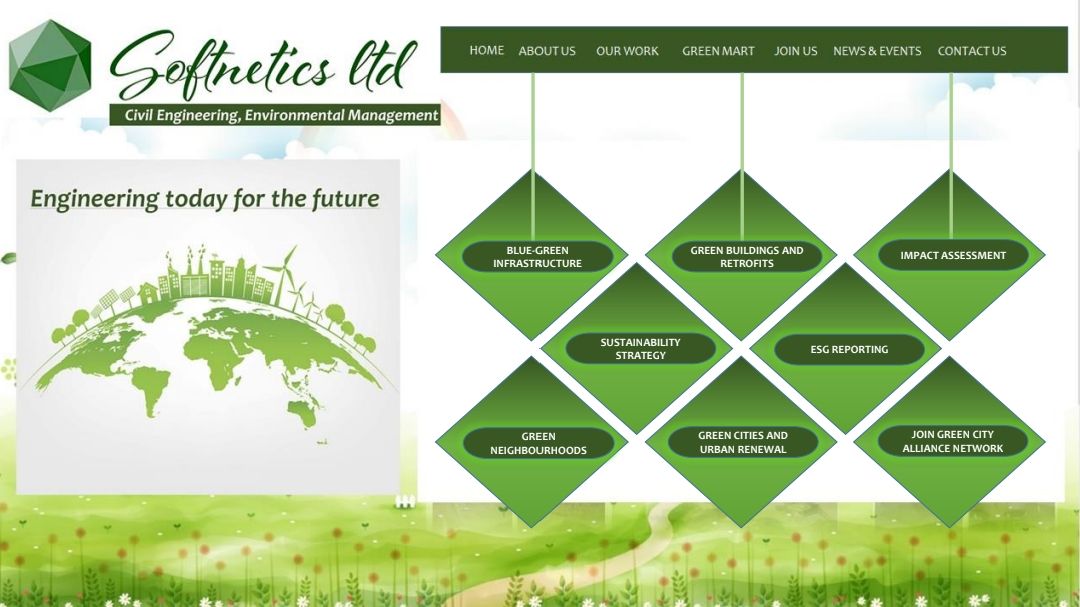 Softnetics ltd
Civil Engineering, Environmental Management
HOME ABOUT US OUR WORK GREEN MART JOIN US NEWS & EVENTS CONTACT US
Engineering today for the future
BLUE-GREEN
INFRASTRUCTURE
GREEN BUILDINGS AND
RETROFITS
IMPACT ASSESSMENT
SUSTAINABILITY
STRATEGY
ESG REPORTING
GREEN
NEIGHBOURHOODS
GREEN CITIES AND
URBAN RENEWAL
JOIN GREEN CITY
ALLIANCE NETWORK